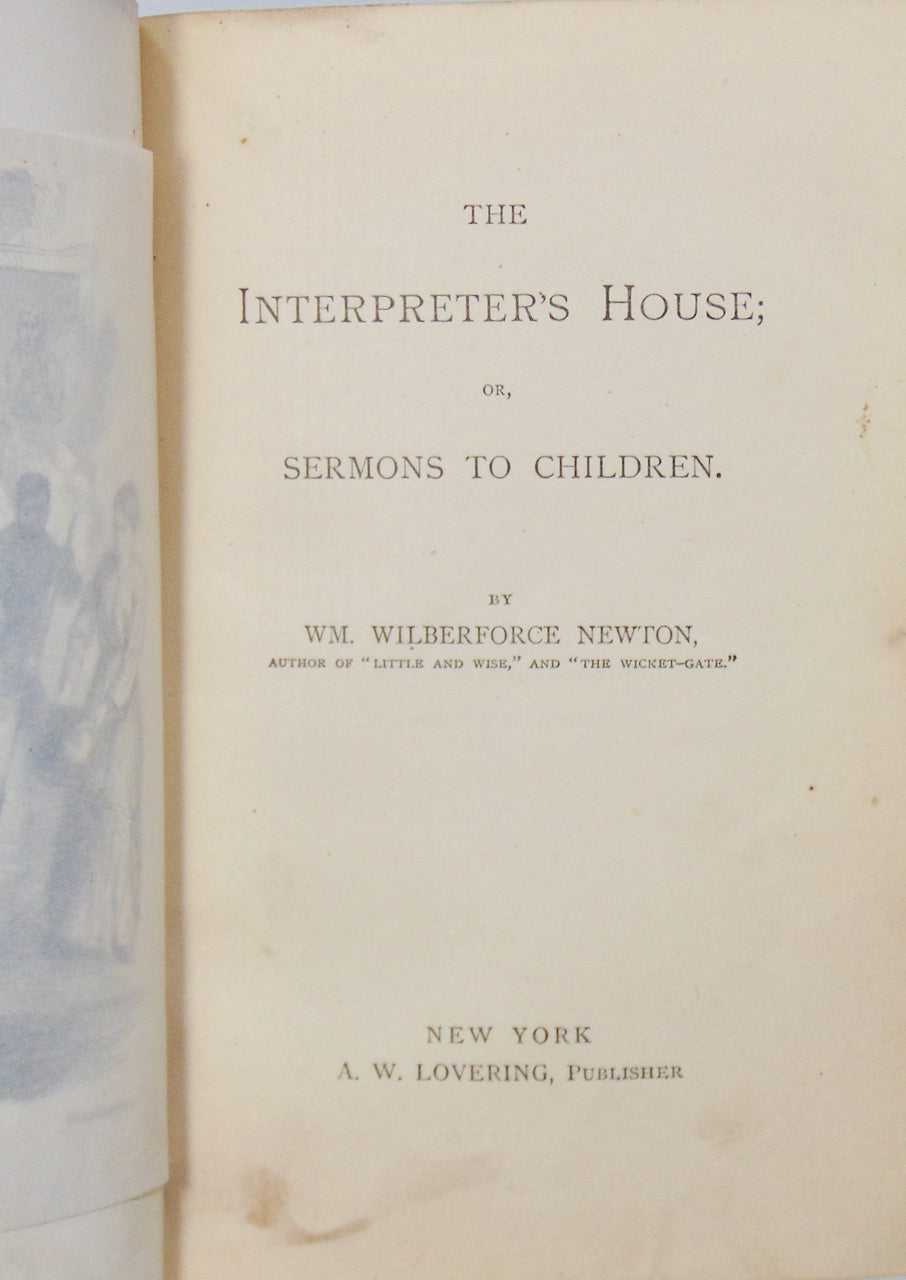 THE
INTERPRETER'S HOUSE;
OR,
SERMONS TO CHILDREN.
BY
WM. WILBERFORCE NEWTON,
AUTHOR OF "LITTLE AND WISE," AND "THE WICKET-GATE."
NEW YORK
A. W. LOVERING, PUBLISHER